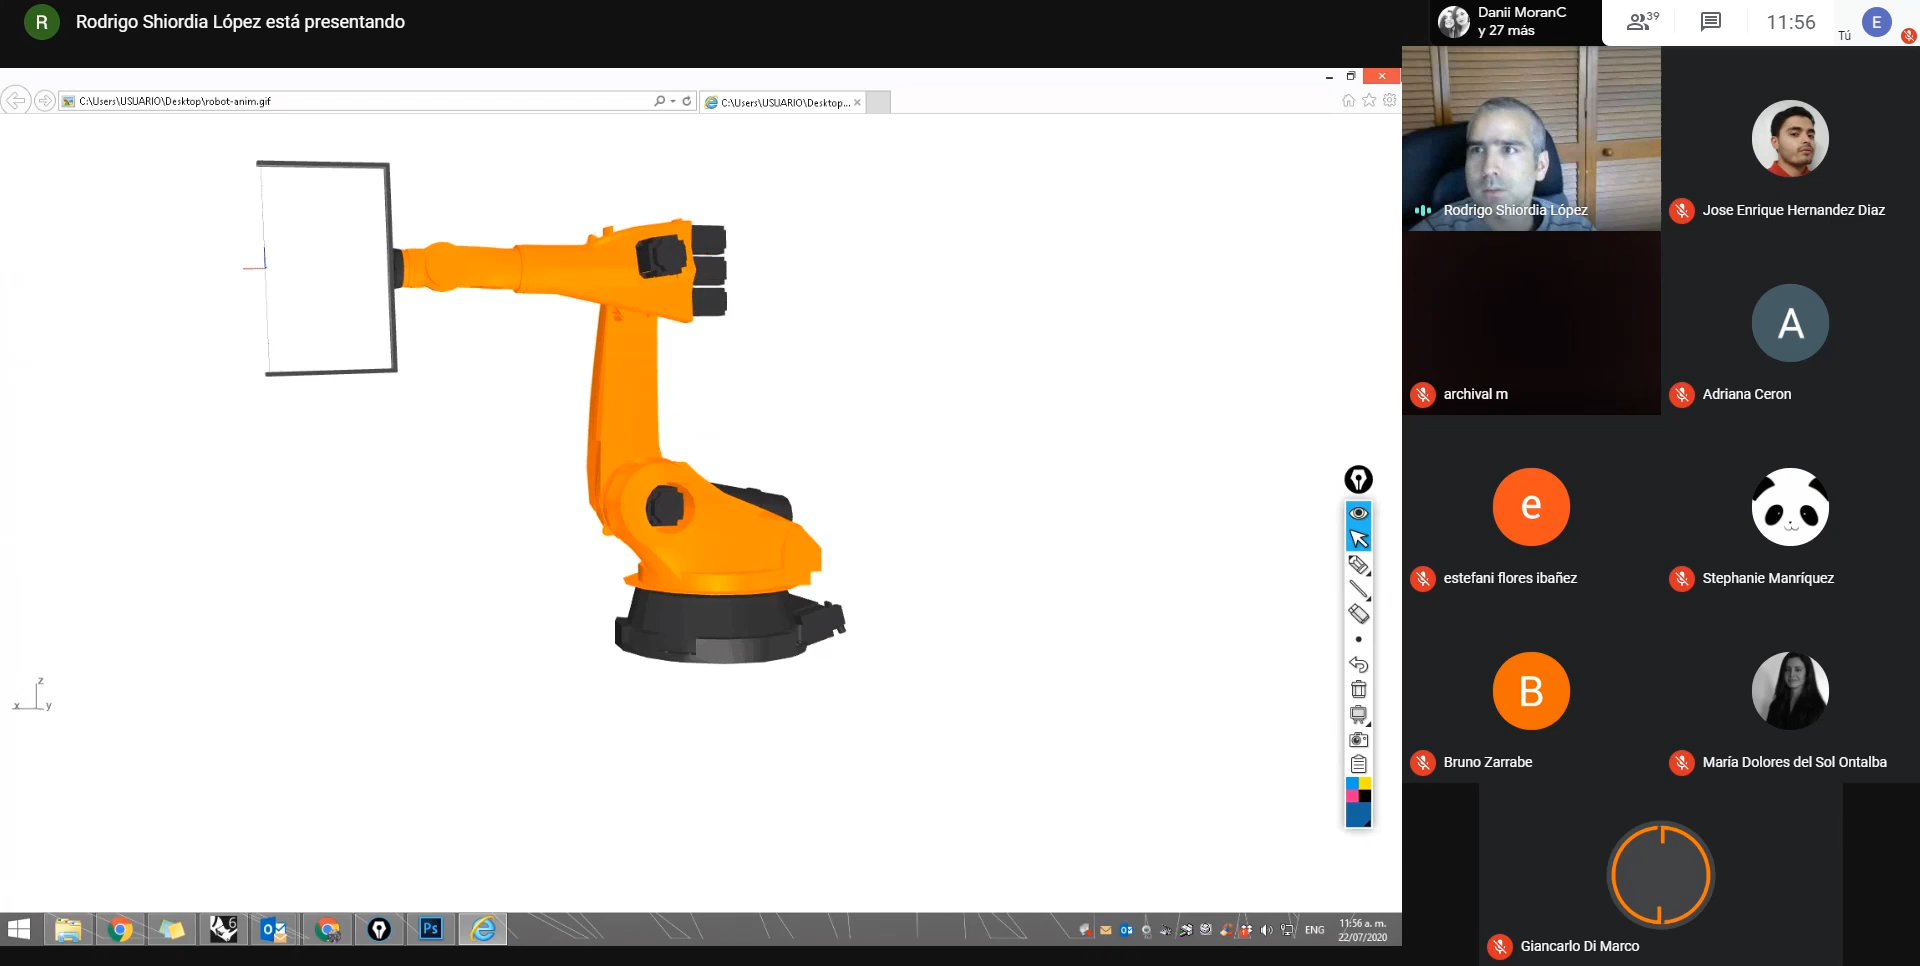 R
Rodrigo Shiordia López está presentando
Danii MoranC
y 27 más
39
11:56
Tú
E
C:\Users\USUARIO\Desktop\robot-anim.gif
C:\Users\USUARIO\Desktop...
Rodrigo Shiordia López
Jose Enrique Hernandez Diaz
A
archival m
Adriana Ceron
e
estefani flores ibañez
Stephanie Manríquez
z
x
y
B
Bruno Zarrabe
María Dolores del Sol Ontalba
Giancarlo Di Marco
6
Ps
ENG
11:56 a. m.
22/07/2020